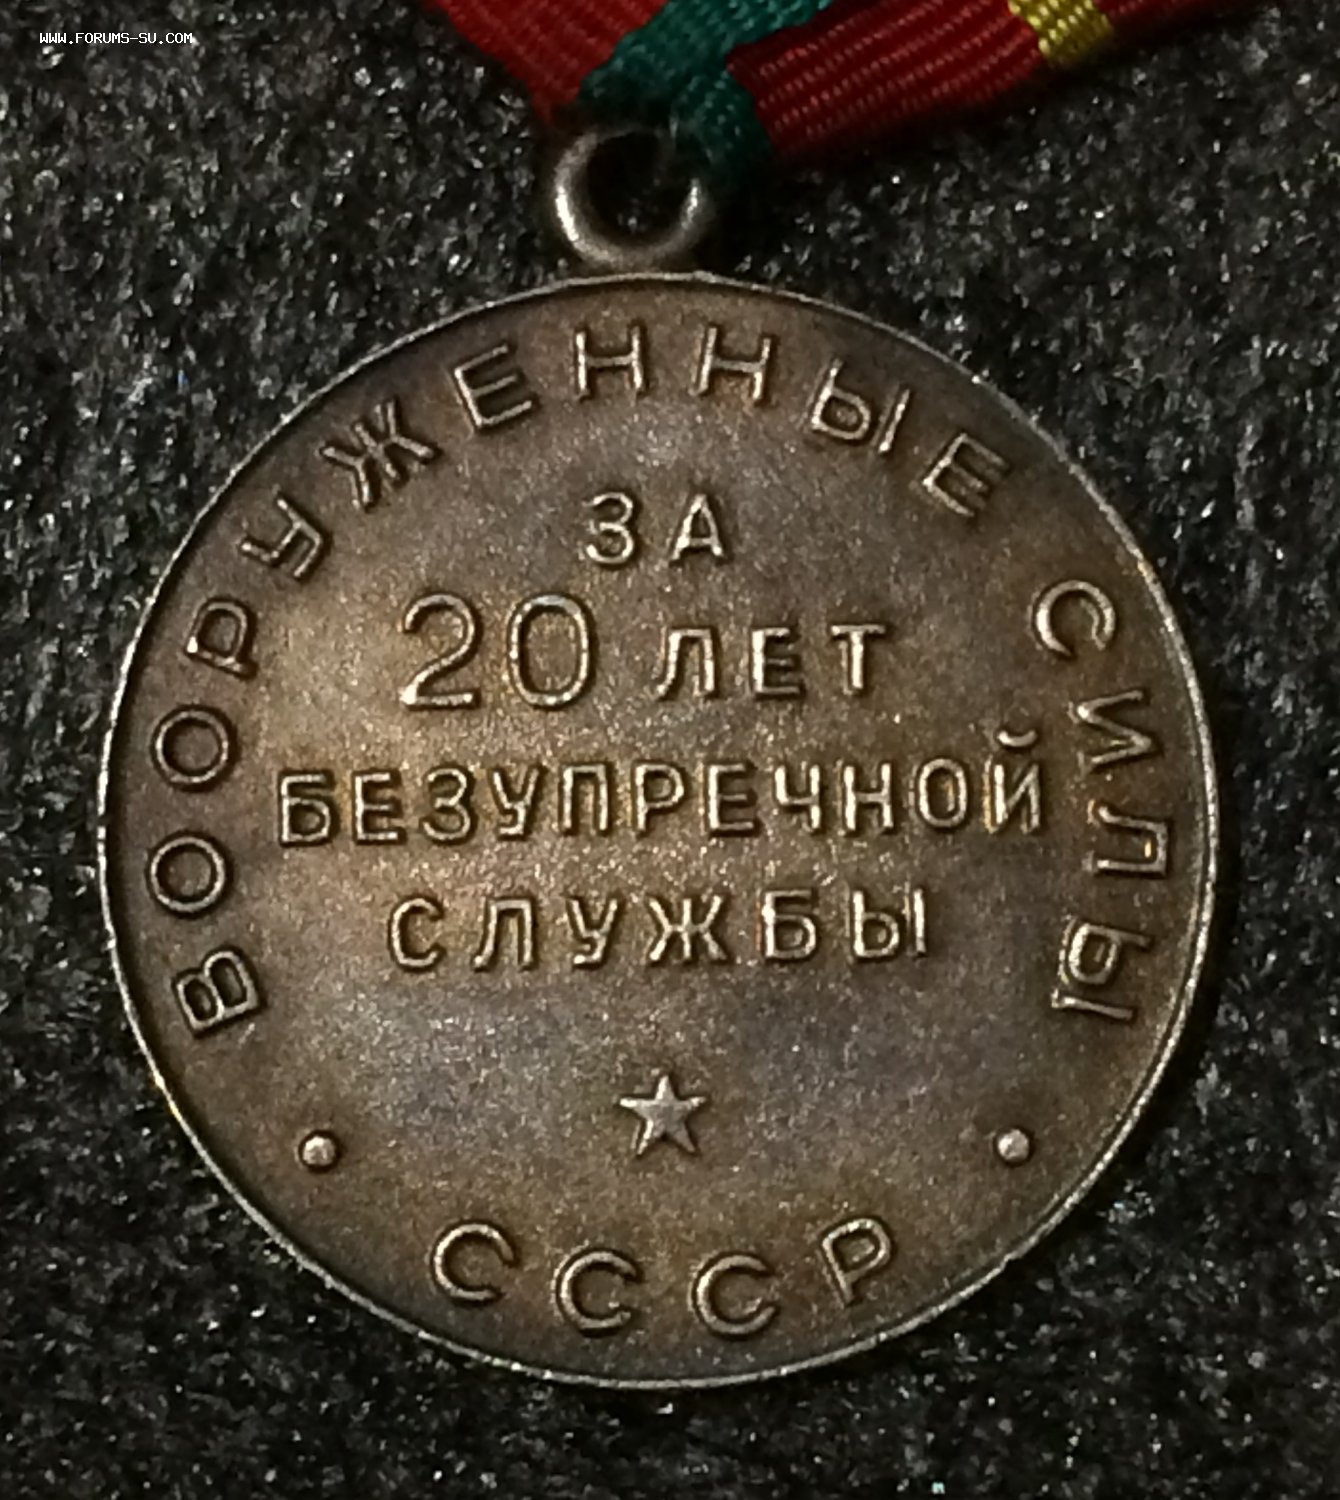 WWW.FORUMS-SU.COM
ВООРУЖЕННЫЕ СИЛЫ
ЗА
20 ЛЕТ
БЕЗУПРЕЧНОЙ
СЛУЖБЫ
СССР